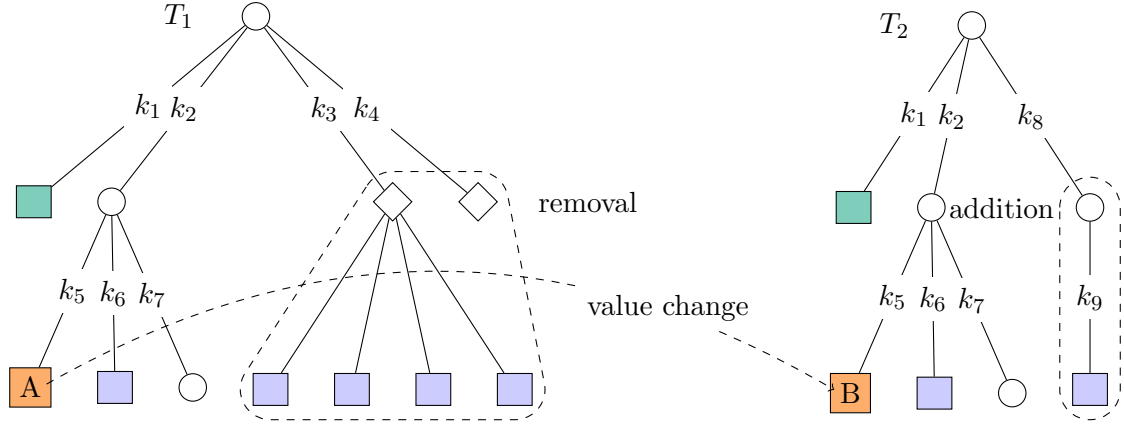 T₁
T₂
k₁ k₂ k₃ k₄
k₁ k₂ k₈
removal
addition
k₅ k₆ k₇
value change
k₅ k₆ k₇ k₉
A
B